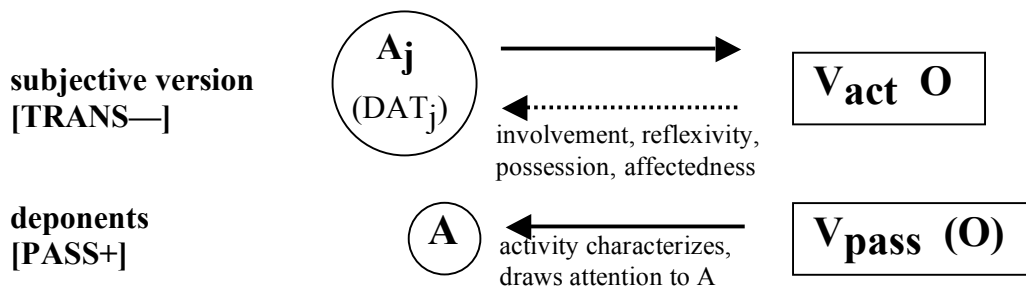 subjective version
[TRANS—]
Aj
(DATj)
involvement, reflexivity,
possession, affectedness
Vact O
deponents
[PASS+]
A
activity characterizes,
draws attention to A
Vpass (O)